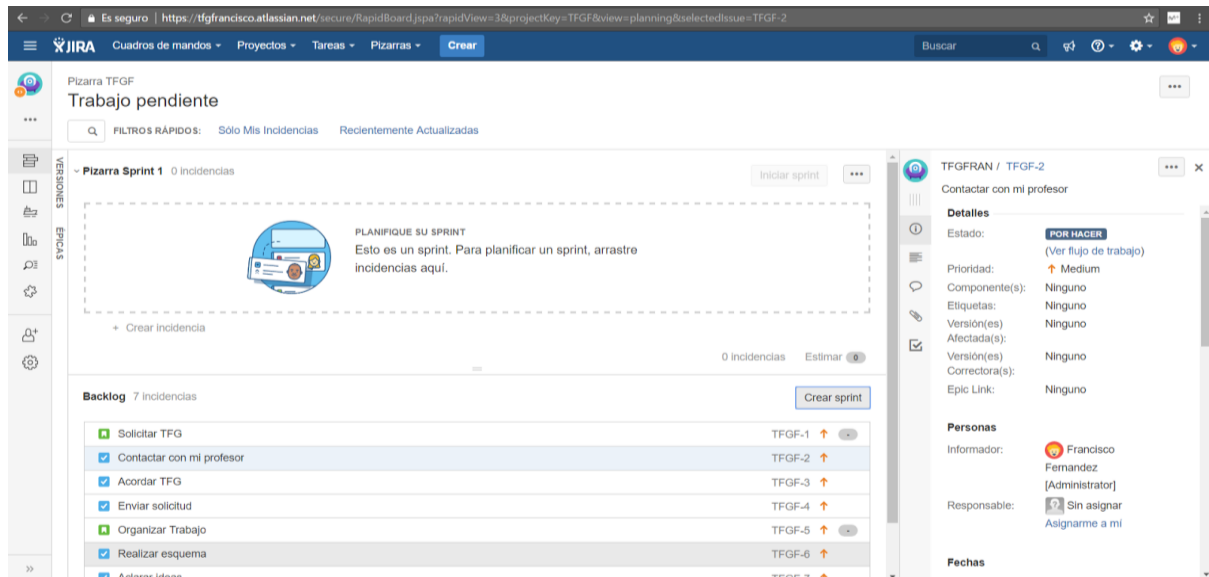 Es seguro | https://tfgfrancisco.atlassian.net/secure/RapidBoard.jspa?rapidView=3&projectKey=TFGF&view=planning&selectedIssue=TFGF-2
JIRA Cuadros de mandos Proyectos Tareas Pizarras Crear Buscar
Pizarra TFGF
Trabajo pendiente
FILTROS RÁPIDOS: Sólo Mis Incidencias Recientemente Actualizadas
VERSIONES
ÉPICAS
Pizarra Sprint 1 0 incidencias Iniciar sprint
PLANIFIQUE SU SPRINT
Esto es un sprint. Para planificar un sprint, arrastre
incidencias aquí.
+ Crear incidencia
0 incidencias Estimar 0
Backlog 7 incidencias Crear sprint
Solicitar TFG TFGF-1 -
Contactar con mi profesor TFGF-2
Acordar TFG TFGF-3
Enviar solicitud TFGF-4
Organizar Trabajo TFGF-5 -
Realizar esquema TFGF-6
Aclarar ideas TFGF-7
TFGFRAN / TFGF-2
Contactar con mi profesor
Detalles
Estado: POR HACER
(Ver flujo de trabajo)
Prioridad: Medium
Componente(s): Ninguno
Etiquetas: Ninguno
Versión(es) Ninguno
Afectada(s):
Versión(es) Ninguno
Correctora(s):
Epic Link: Ninguno
Personas
Informador: Francisco
Fernandez
[Administrator]
Responsable: Sin asignar
Asignarme a mí
Fechas